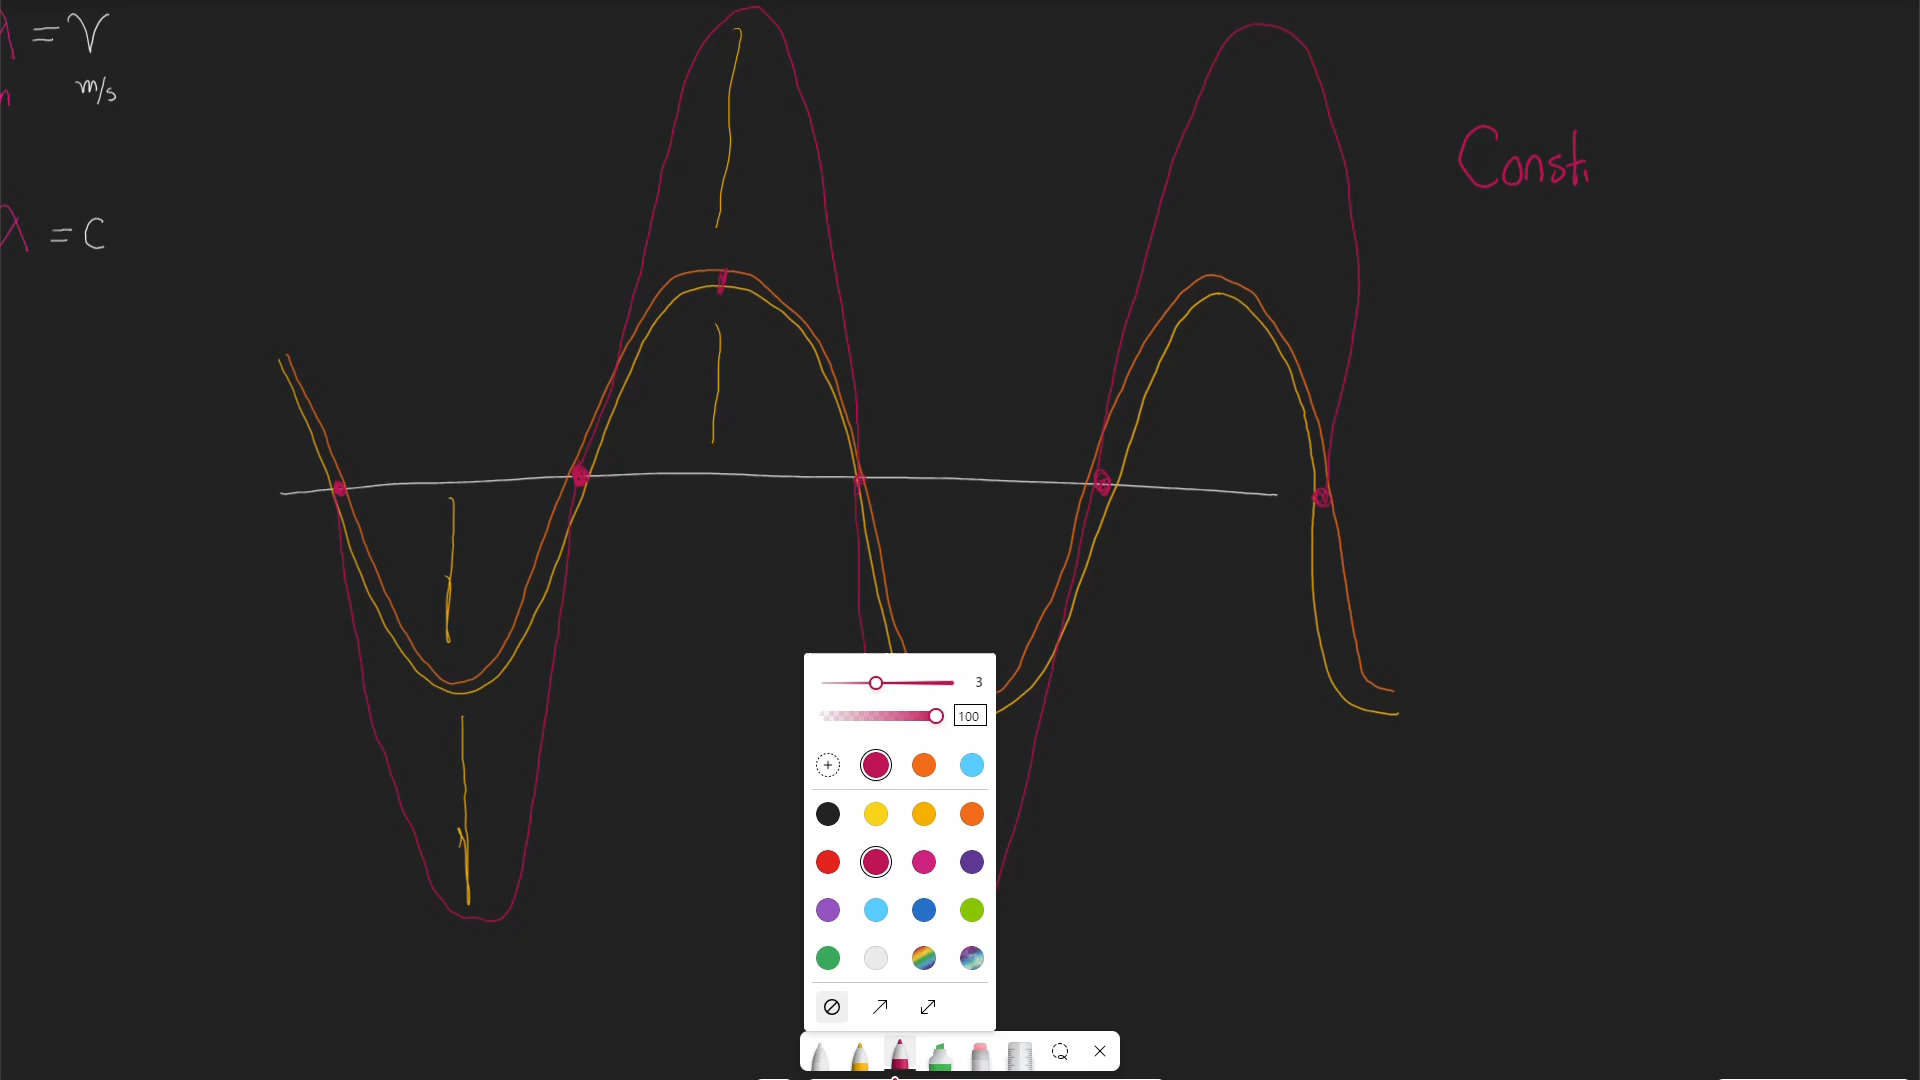 λ = V
m/s
λ = C
Const.
3
100